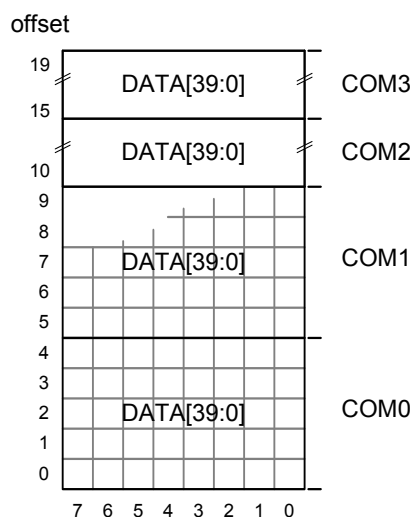 offset
19
DATA[39:0] COM3
15
DATA[39:0] COM2
10
9
8
7 DATA[39:0] COM1
6
5
4
3
2 DATA[39:0] COM0
1
0
7 6 5 4 3 2 1 0